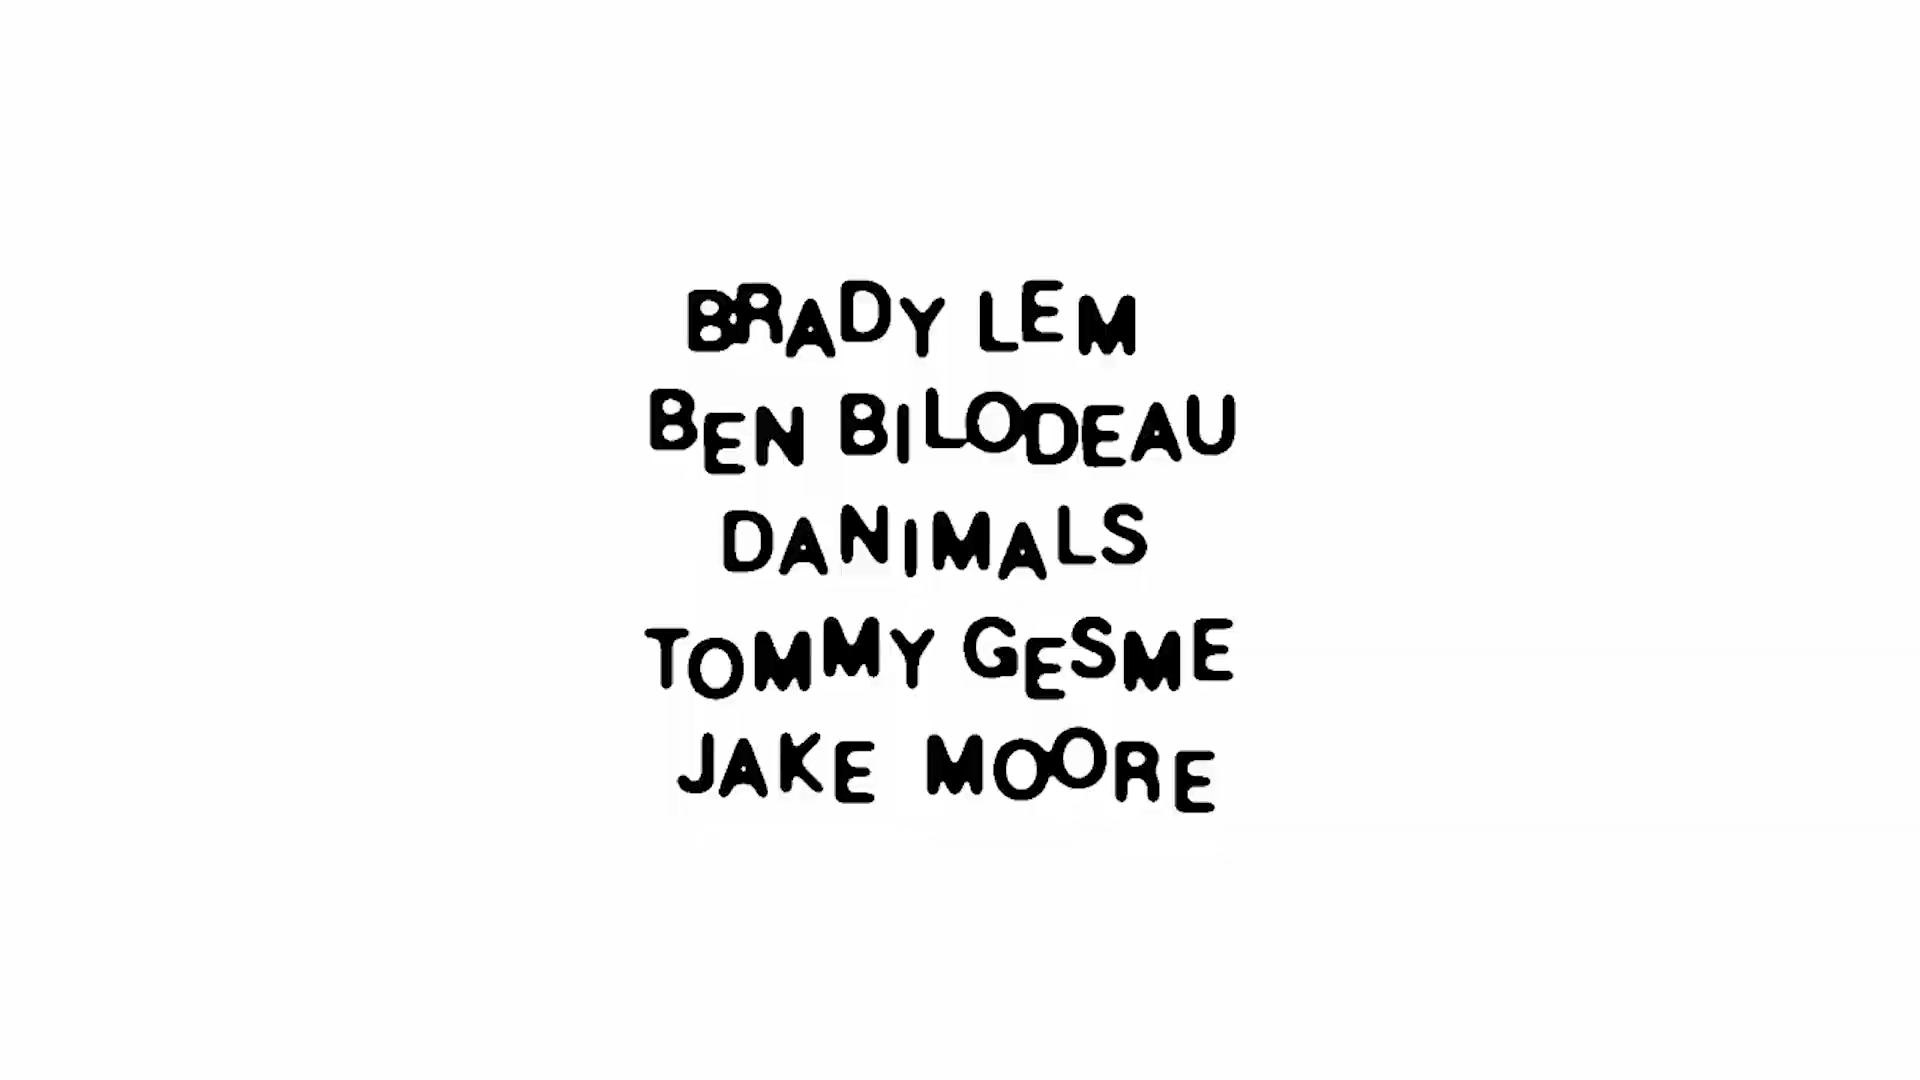 BRADY LEM
BEN BILODEAU
DANIMALS
TOMMY GESME
JAKE MOORE